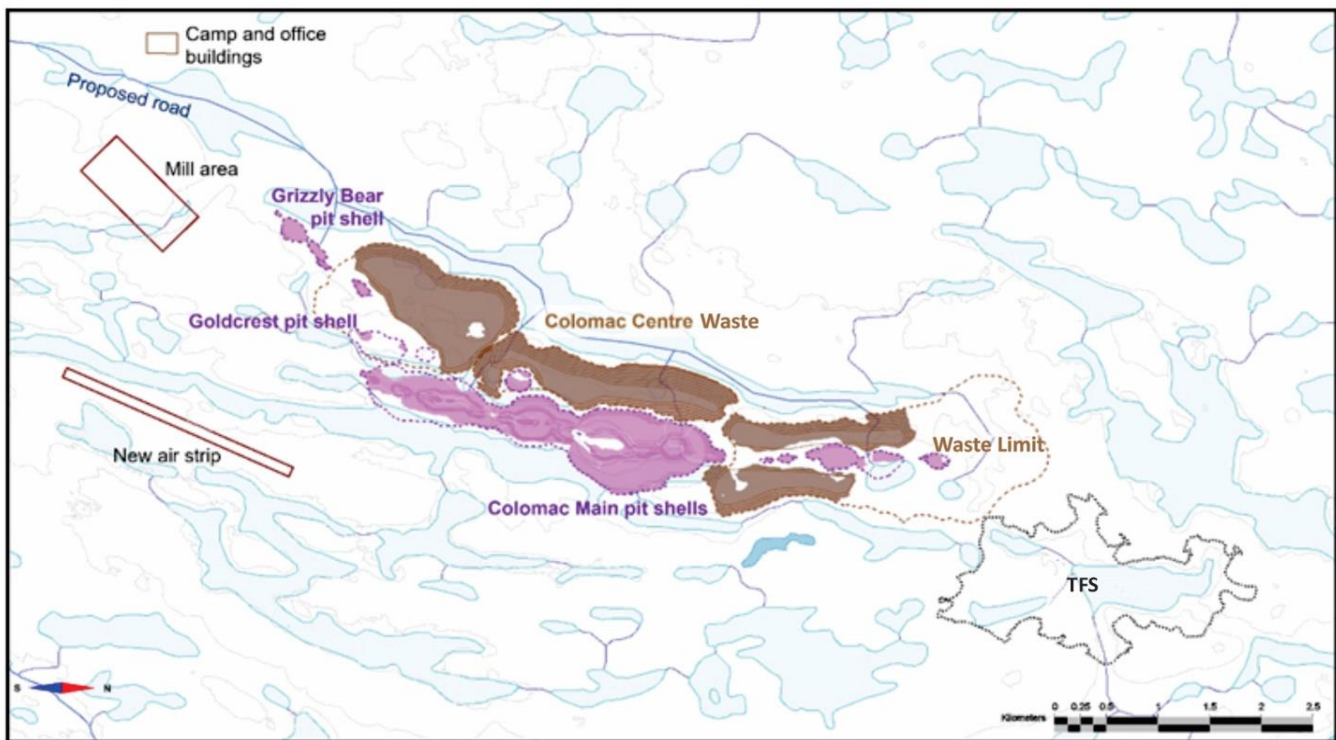 Camp and office
buildings
Proposed road
Mill area
Grizzly Bear
pit shell
Goldcrest pit shell
Colomac Centre Waste
New air strip
Waste Limit
Colomac Main pit shells
TFS
S N
0 0.25 0.5 1 1.5 2 2.5
Kilometers